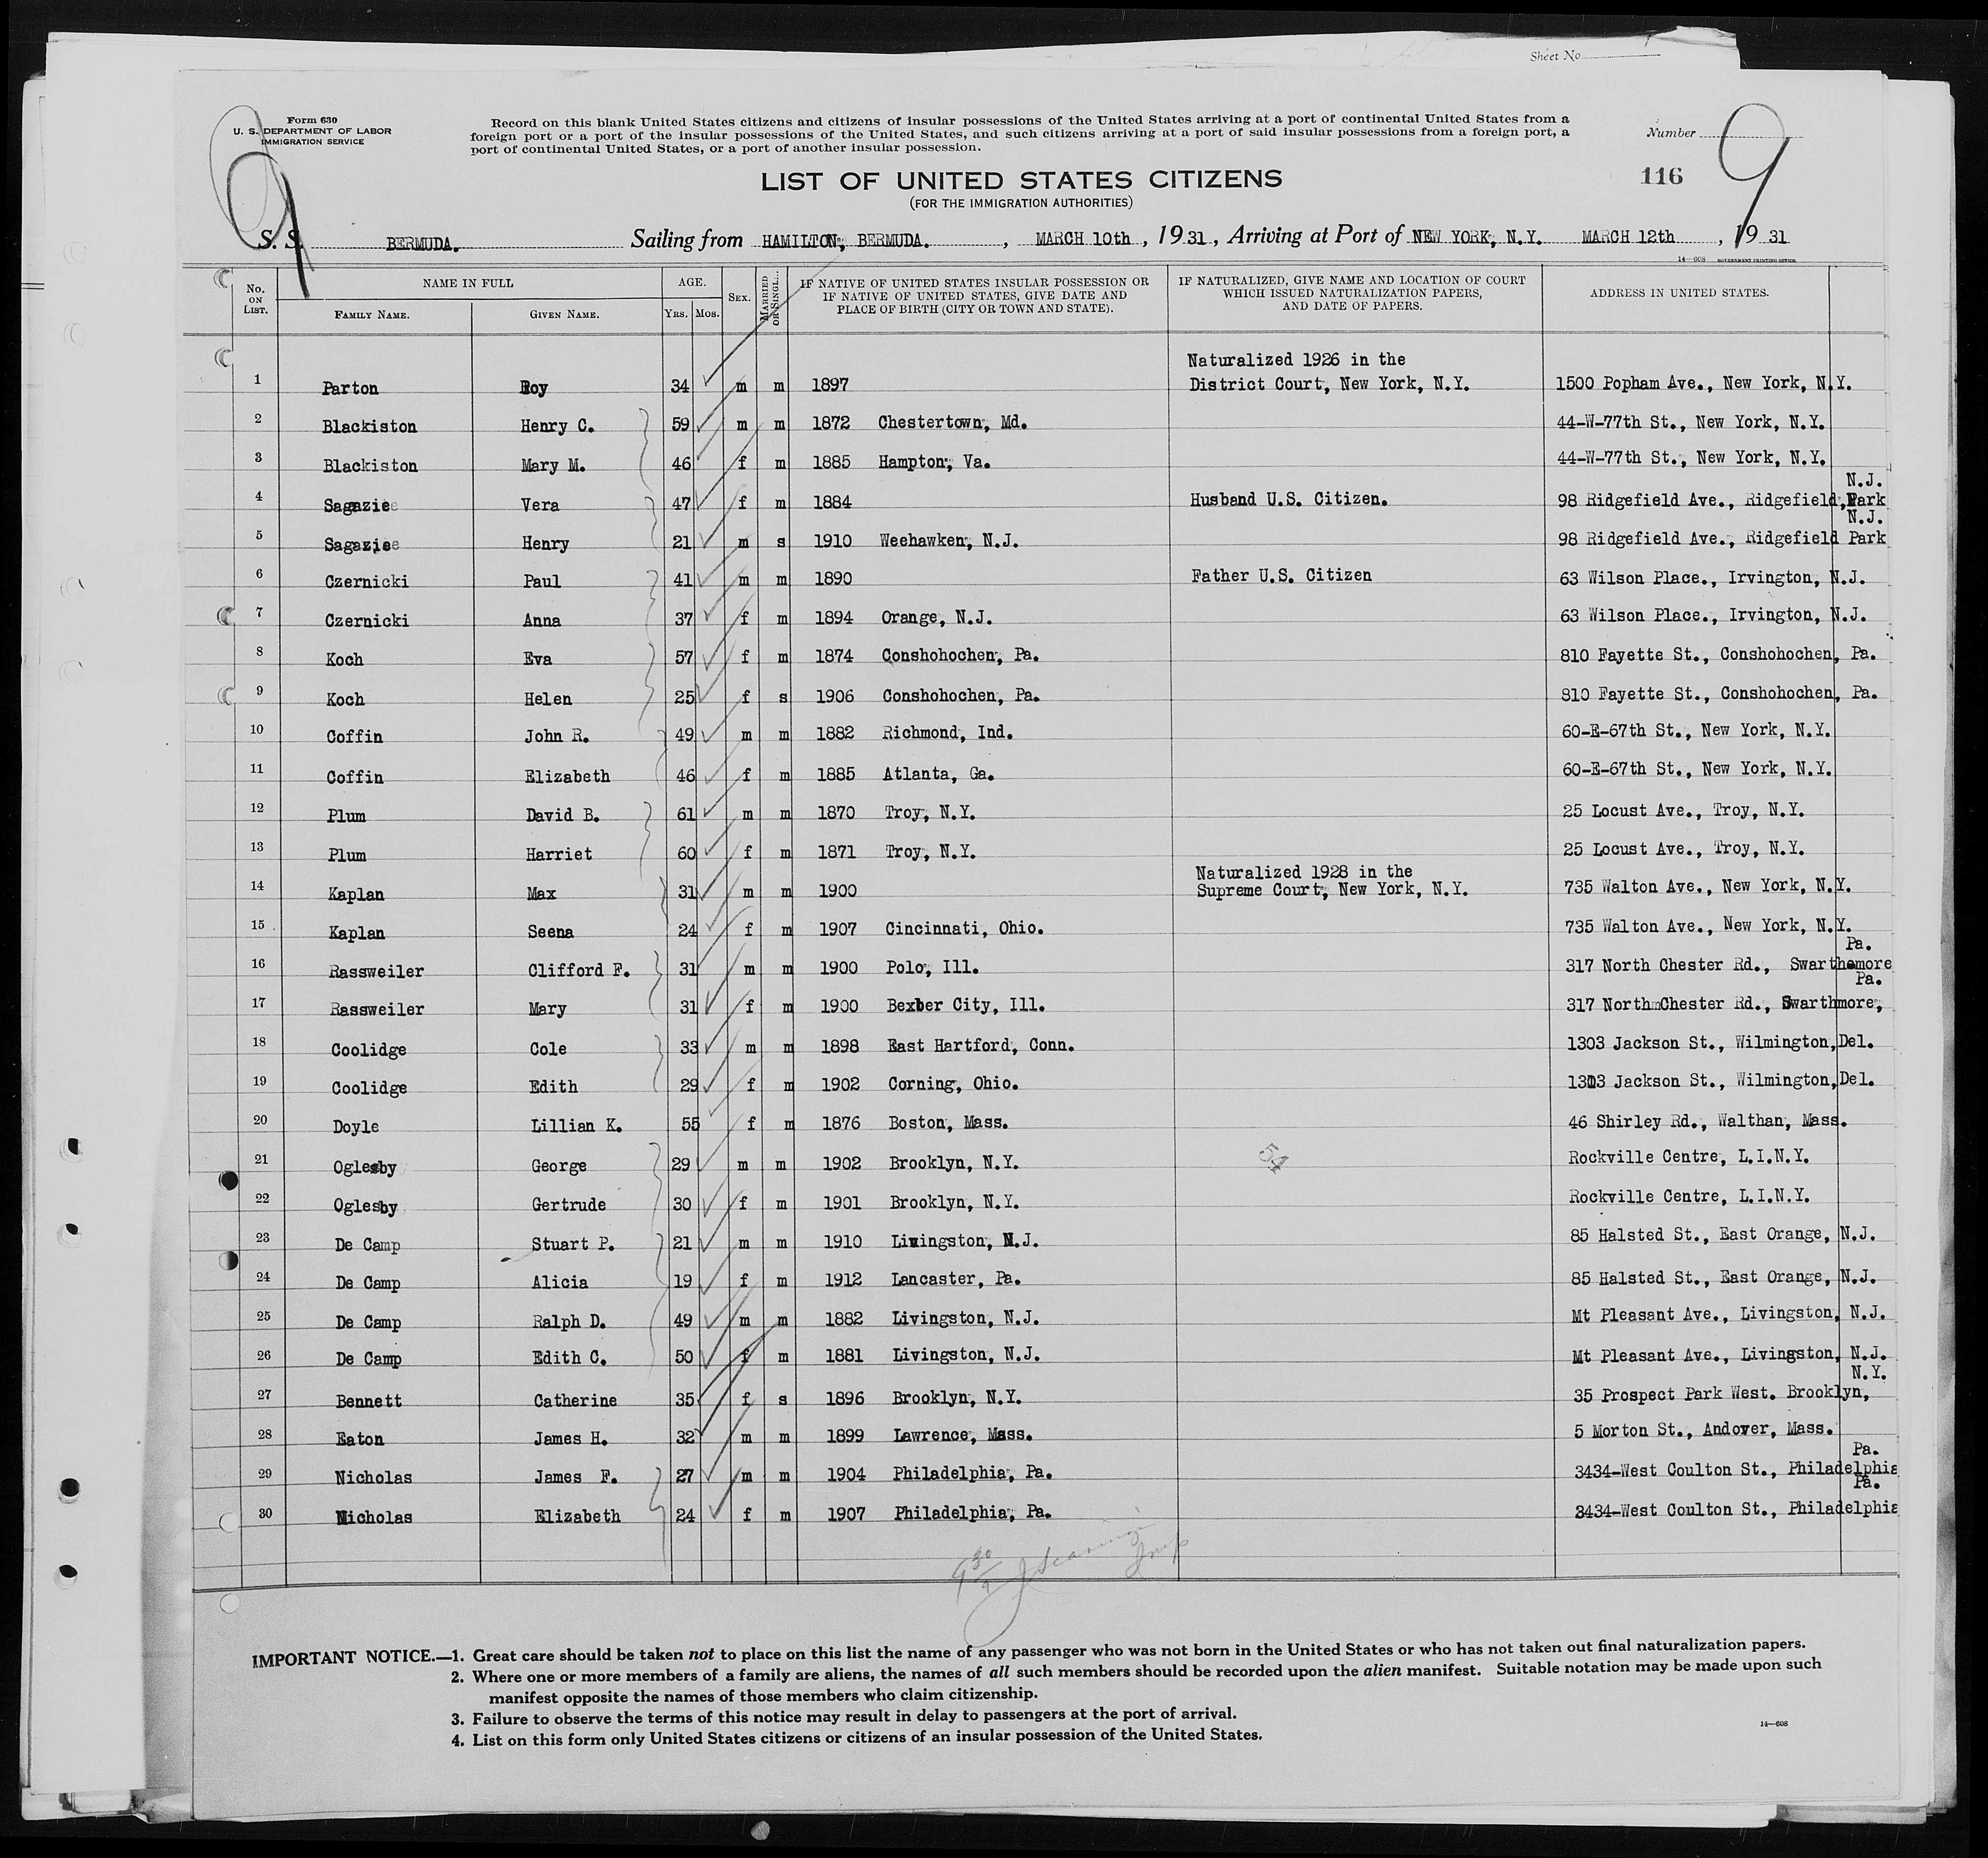 Sheet No.
Form 630
U. S. DEPARTMENT OF LABOR
IMMIGRATION SERVICE
Record on this blank United States citizens and citizens of insular possessions of the United States arriving at a port of continental United States from a
foreign port or a port of the insular possessions of the United States, and such citizens arriving at a port of said insular possessions from a foreign port, a
port of continental United States, or a port of another insular possession.
Number
9
9
116
LIST OF UNITED STATES CITIZENS
(FOR THE IMMIGRATION AUTHORITIES)
S. S. BERMUDA. Sailing from HAMILTON, BERMUDA. , MARCH 10th , 1931 , Arriving at Port of NEW YORK, N.Y. MARCH 12th , 1931
14—608 GOVERNMENT PRINTING OFFICE
No. ON LIST. NAME IN FULL AGE. SEX. MARRIED OR SINGL. IF NATIVE OF UNITED STATES INSULAR POSSESSION OR IF NATIVE OF UNITED STATES, GIVE DATE AND PLACE OF BIRTH (CITY OR TOWN AND STATE). IF NATURALIZED, GIVE NAME AND LOCATION OF COURT WHICH ISSUED NATURALIZATION PAPERS, AND DATE OF PAPERS. ADDRESS IN UNITED STATES.
FAMILY NAME. GIVEN NAME. YRS. MOS.
1 Parton Roy 34 m m 1897 Naturalized 1926 in the District Court, New York, N.Y. 1500 Popham Ave., New York, N.Y.
2 Blackiston Henry C. 59 m m 1872 Chestertown, Md. 44-W-77th St., New York, N.Y.
3 Blackiston Mary M. 46 f m 1885 Hampton, Va. 44-W-77th St., New York, N.Y.
4 Sagazie Vera 47 f m 1884 Husband U.S. Citizen. 98 Ridgefield Ave., Ridgefield, Park N.J.
5 Sagazie Henry 21 m s 1910 Weehawken, N.J. 98 Ridgefield Ave., Ridgefield Park N.J.
6 Czernicki Paul 41 m m 1890 Father U.S. Citizen 63 Wilson Place., Irvington, N.J.
7 Czernicki Anna 37 f m 1894 Orange, N.J. 63 Wilson Place., Irvington, N.J.
8 Koch Eva 57 f m 1874 Conshohochen, Pa. 810 Fayette St., Conshohochen, Pa.
9 Koch Helen 25 f s 1906 Conshohochen, Pa. 810 Fayette St., Conshohochen, Pa.
10 Coffin John R. 49 m m 1882 Richmond, Ind. 60-E-67th St., New York, N.Y.
11 Coffin Elizabeth 46 f m 1885 Atlanta, Ga. 60-E-67th St., New York, N.Y.
12 Plum David B. 61 m m 1870 Troy, N.Y. 25 Locust Ave., Troy, N.Y.
13 Plum Harriet 60 f m 1871 Troy, N.Y. 25 Locust Ave., Troy, N.Y.
14 Kaplan Max 31 m m 1900 Naturalized 1928 in the Supreme Court, New York, N.Y. 735 Walton Ave., New York, N.Y.
15 Kaplan Seena 24 f m 1907 Cincinnati, Ohio. 735 Walton Ave., New York, N.Y.
16 Rassweiler Clifford F. 31 m m 1900 Polo, Ill. 317 North Chester Rd., Swarthemore Pa.
17 Rassweiler Mary 31 f m 1900 Bexber City, Ill. 317 North Chester Rd., Swarthmore, Pa.
18 Coolidge Cole 33 m m 1898 East Hartford, Conn. 1303 Jackson St., Wilmington, Del.
19 Coolidge Edith 29 f m 1902 Corning, Ohio. 1303 Jackson St., Wilmington, Del.
20 Doyle Lillian K. 55 f m 1876 Boston, Mass. 46 Shirley Rd., Walthan, Mass.
21 Oglesby George 29 m m 1902 Brooklyn, N.Y. 54 Rockville Centre, L.I.N.Y.
22 Oglesby Gertrude 30 f m 1901 Brooklyn, N.Y. Rockville Centre, L.I.N.Y.
23 De Camp Stuart P. 21 m m 1910 Livingston, N.J. 85 Halsted St., East Orange, N.J.
24 De Camp Alicia 19 f m 1912 Lancaster, Pa. 85 Halsted St., East Orange, N.J.
25 De Camp Ralph D. 49 m m 1882 Livingston, N.J. Mt Pleasant Ave., Livingston, N.J.
26 De Camp Edith C. 50 f m 1881 Livingston, N.J. Mt Pleasant Ave., Livingston, N.J.
27 Bennett Catherine 35 f s 1896 Brooklyn, N.Y. 35 Prospect Park West. Brooklyn, N.Y.
28 Eaton James H. 32 m m 1899 Lawrence, Mass. 5 Morton St., Andover, Mass.
29 Nicholas James F. 27 m m 1904 Philadelphia, Pa. 3434-West Coulton St., Philadelphia Pa.
30 Nicholas Elizabeth 24 f m 1907 Philadelphia, Pa. 3434-West Coulton St., Philadelphia Pa.
IMPORTANT NOTICE.—1. Great care should be taken not to place on this list the name of any passenger who was not born in the United States or who has not taken out final naturalization papers.
2. Where one or more members of a family are aliens, the names of all such members should be recorded upon the alien manifest. Suitable notation may be made upon such
manifest opposite the names of those members who claim citizenship.
3. Failure to observe the terms of this notice may result in delay to passengers at the port of arrival.
4. List on this form only United States citizens or citizens of an insular possession of the United States.
14—608